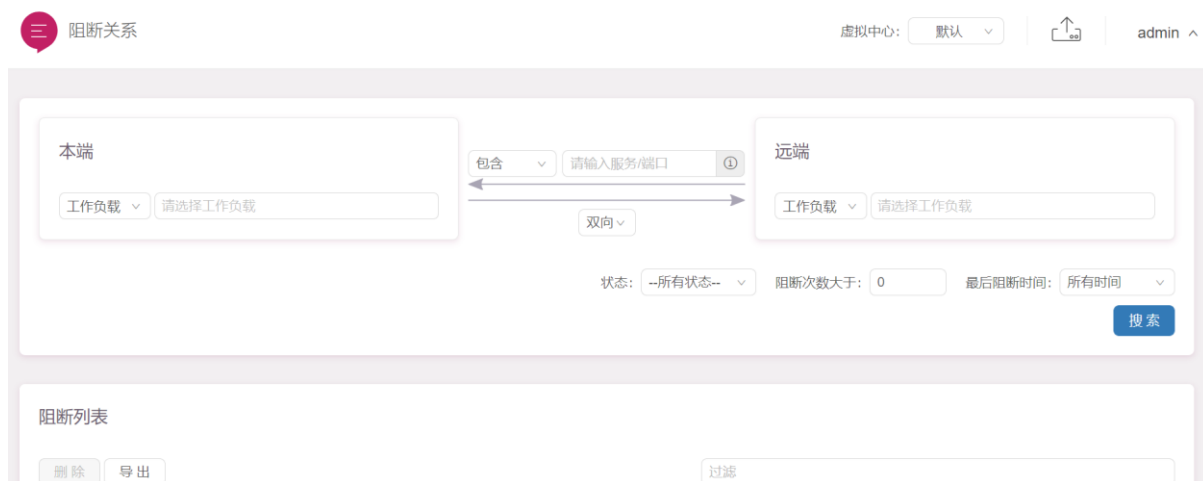 阻断关系 虚拟中心： 默认 admin
本端 远端
包含 请输入服务/端口
工作负载 请选择工作负载 工作负载 请选择工作负载
双向
状态： --所有状态-- 阻断次数大于： 0 最后阻断时间： 所有时间
搜索
阻断列表
删除 导出 过滤